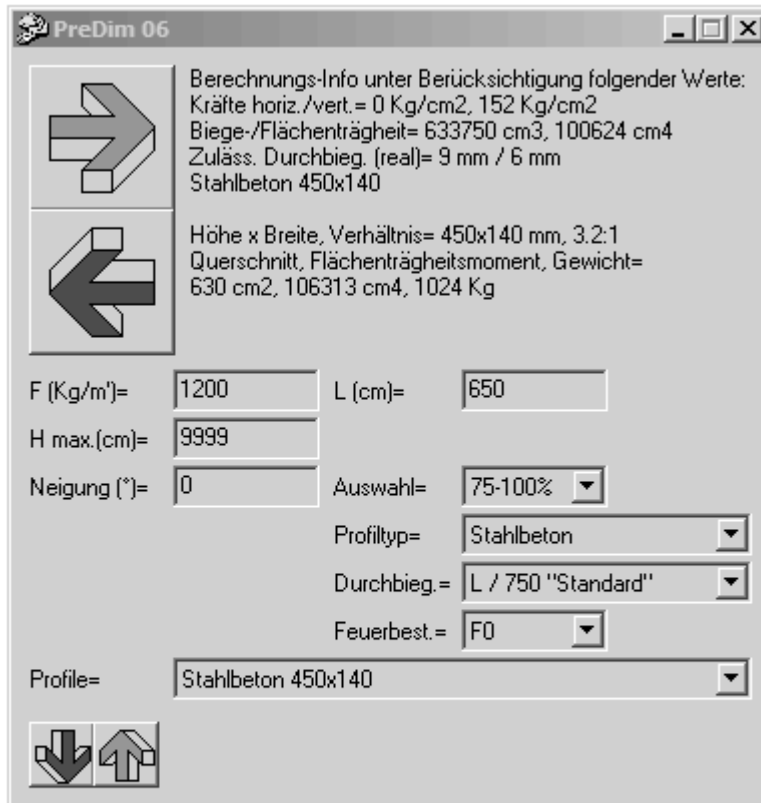 PreDim 06
Berechnungs-Info unter Berücksichtigung folgender Werte:
Kräfte horiz./vert.= 0 Kg/cm2, 152 Kg/cm2
Biege-/Flächenträgheit= 633750 cm3, 100624 cm4
Zuläss. Durchbieg. (real)= 9 mm / 6 mm
Stahlbeton 450x140
Höhe x Breite, Verhältnis= 450x140 mm, 3.2:1
Querschnitt, Flächenträgheitsmoment, Gewicht=
630 cm2, 106313 cm4, 1024 Kg
F (Kg/m')= 1200 L (cm)= 650
H max.(cm)= 9999
Neigung (°)= 0 Auswahl= 75-100%
Profiltyp= Stahlbeton
Durchbieg.= L / 750 "Standard"
Feuerbest.= F0
Profile= Stahlbeton 450x140